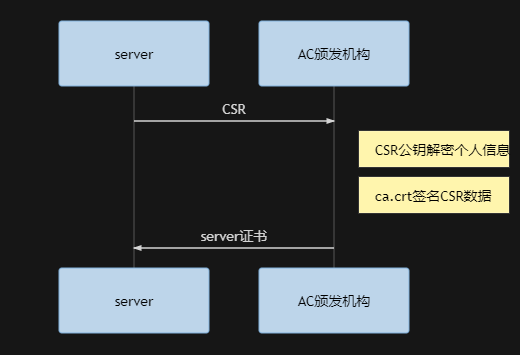 server
AC颁发机构
CSR
CSR公钥解密个人信息
ca.crt签名CSR数据
server证书
server
AC颁发机构